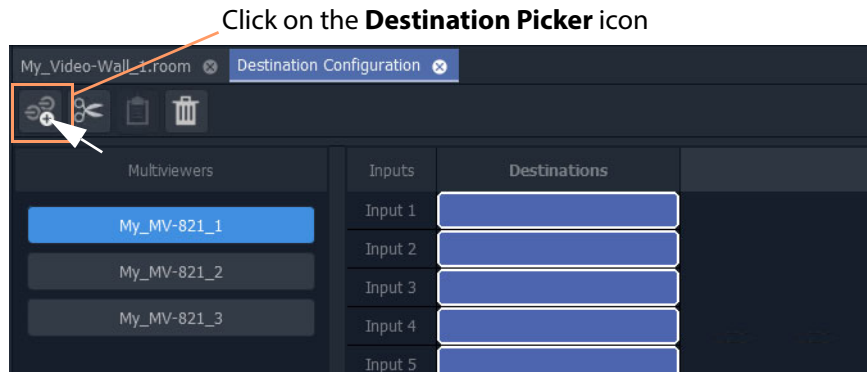 Click on the Destination Picker icon
My_Video-Wall_1.room Destination Configuration
Multiviewers Inputs Destinations
My_MV-821_1 Input 1
Input 2
My_MV-821_2 Input 3
My_MV-821_3 Input 4
Input 5